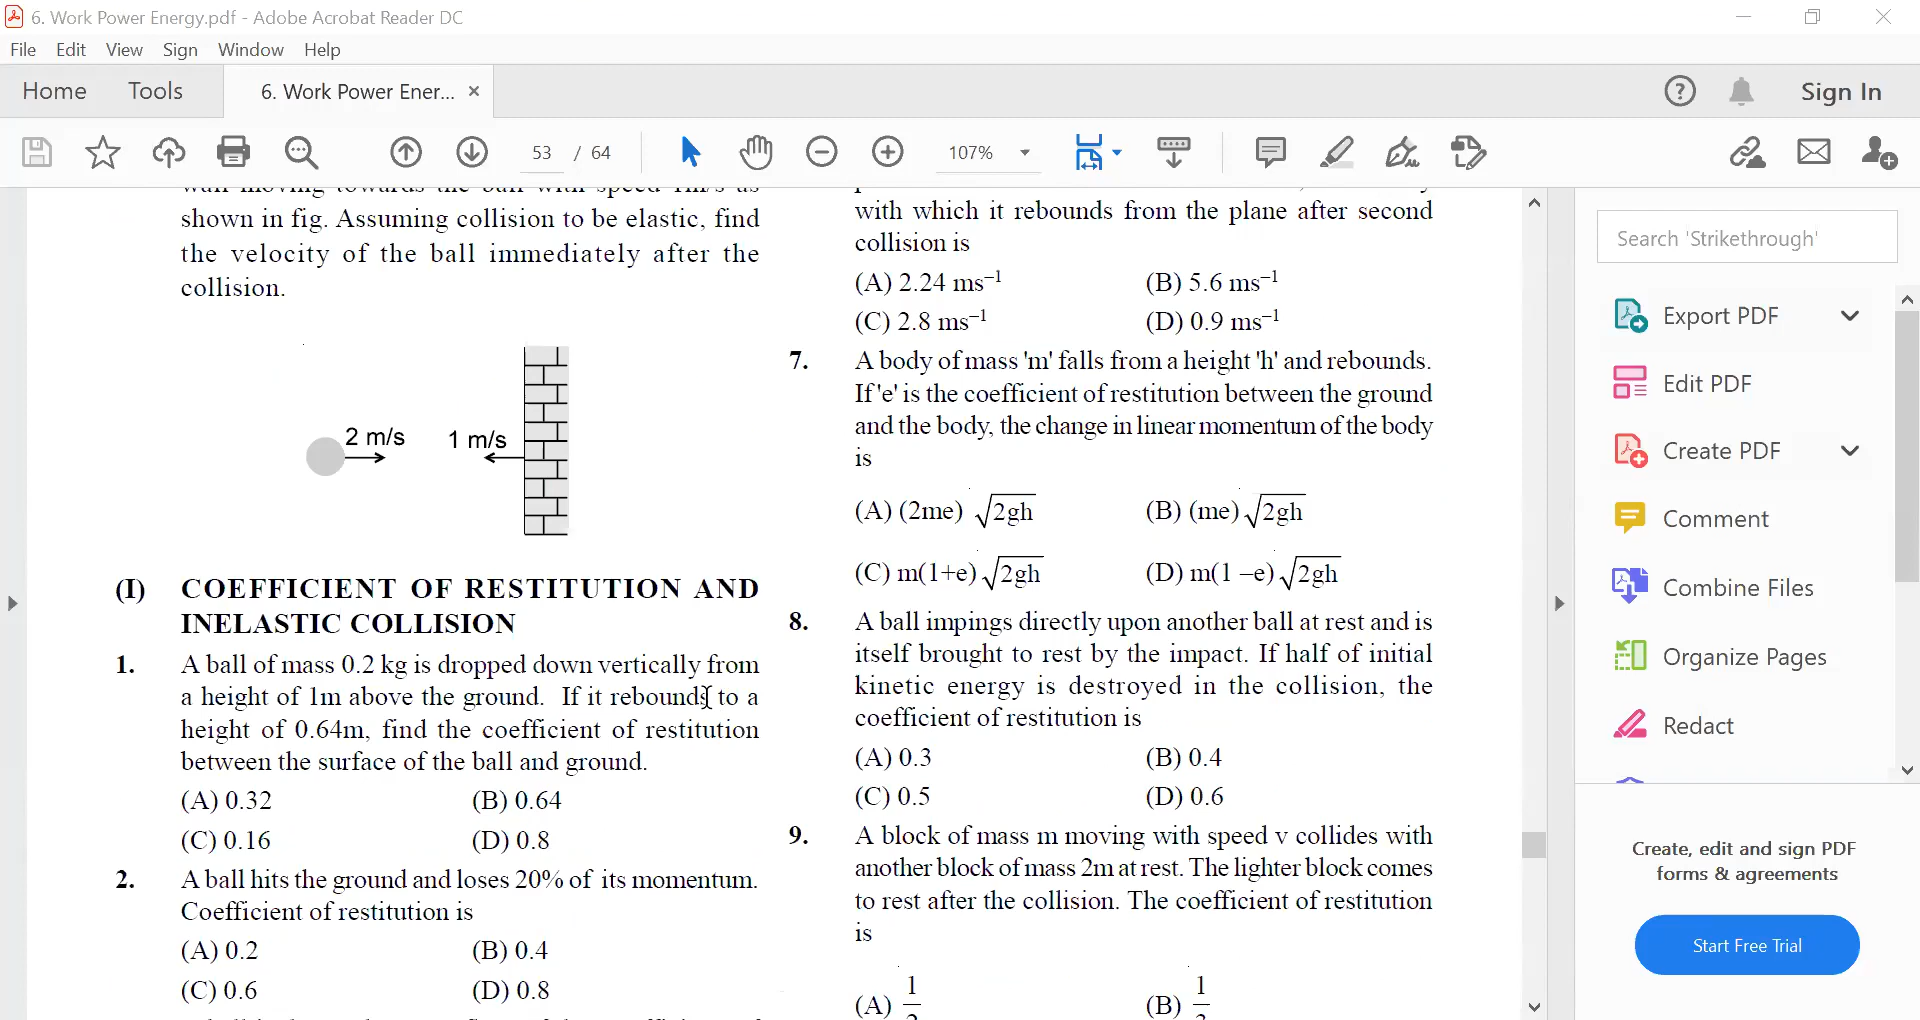 6. Work Power Energy.pdf - Adobe Acrobat Reader DC
File Edit View Sign Window Help
Home Tools 6. Work Power Ener... × Sign In
53 / 64 107%
wall moving towards the ball with speed 1m/s as
shown in fig. Assuming collision to be elastic, find
the velocity of the ball immediately after the
collision.
2 m/s 1 m/s
(I) COEFFICIENT OF RESTITUTION AND
INELASTIC COLLISION
1. A ball of mass 0.2 kg is dropped down vertically from
a height of 1m above the ground. If it rebounds to a
height of 0.64m, find the coefficient of restitution
between the surface of the ball and ground.
(A) 0.32 (B) 0.64
(C) 0.16 (D) 0.8
2. A ball hits the ground and loses 20% of its momentum.
Coefficient of restitution is
(A) 0.2 (B) 0.4
(C) 0.6 (D) 0.8
with which it rebounds from the plane after second
collision is
(A) 2.24 ms⁻¹ (B) 5.6 ms⁻¹
(C) 2.8 ms⁻¹ (D) 0.9 ms⁻¹
7. A body of mass 'm' falls from a height 'h' and rebounds.
If 'e' is the coefficient of restitution between the ground
and the body, the change in linear momentum of the body
is
(A) (2me) √2gh (B) (me) √2gh
(C) m(1+e) √2gh (D) m(1 –e) √2gh
8. A ball impings directly upon another ball at rest and is
itself brought to rest by the impact. If half of initial
kinetic energy is destroyed in the collision, the
coefficient of restitution is
(A) 0.3 (B) 0.4
(C) 0.5 (D) 0.6
9. A block of mass m moving with speed v collides with
another block of mass 2m at rest. The lighter block comes
to rest after the collision. The coefficient of restitution
is
(A) 1/2 (B) 1/
Search 'Strikethrough'
Export PDF
Edit PDF
Create PDF
Comment
Combine Files
Organize Pages
Redact
Create, edit and sign PDF
forms & agreements
Start Free Trial